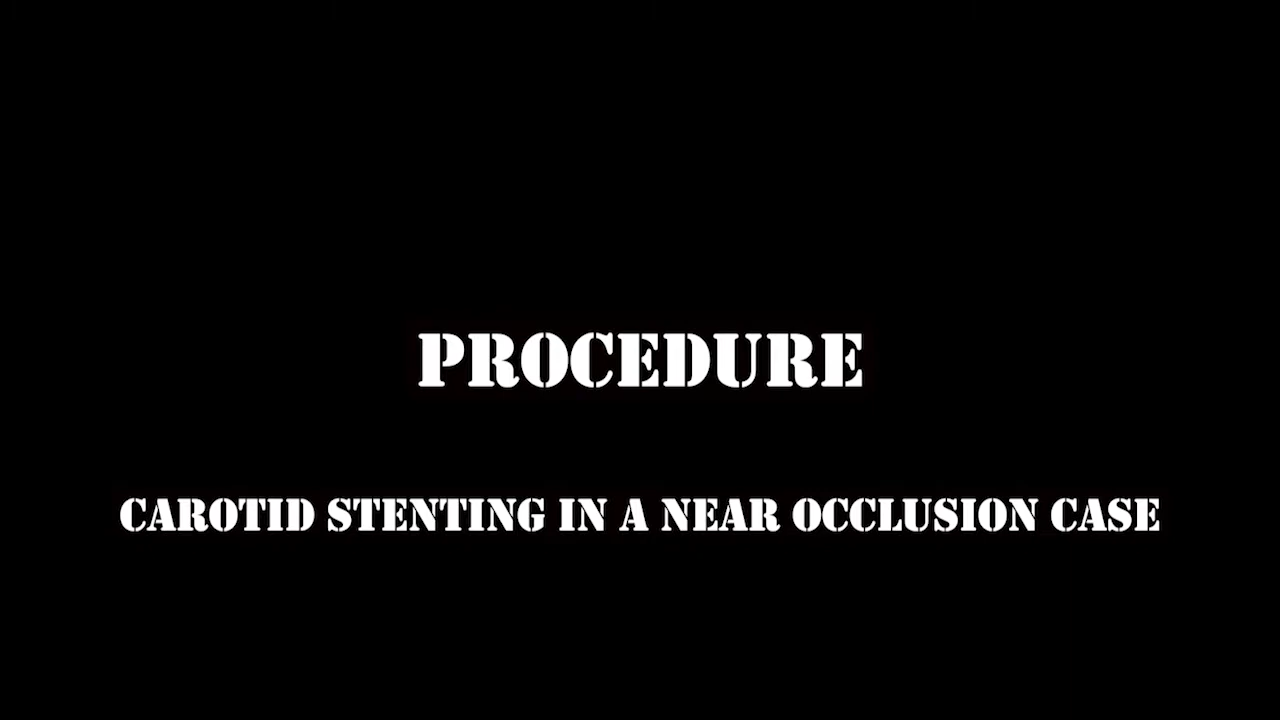 PROCEDURE
CAROTID STENTING IN A NEAR OCCLUSION CASE